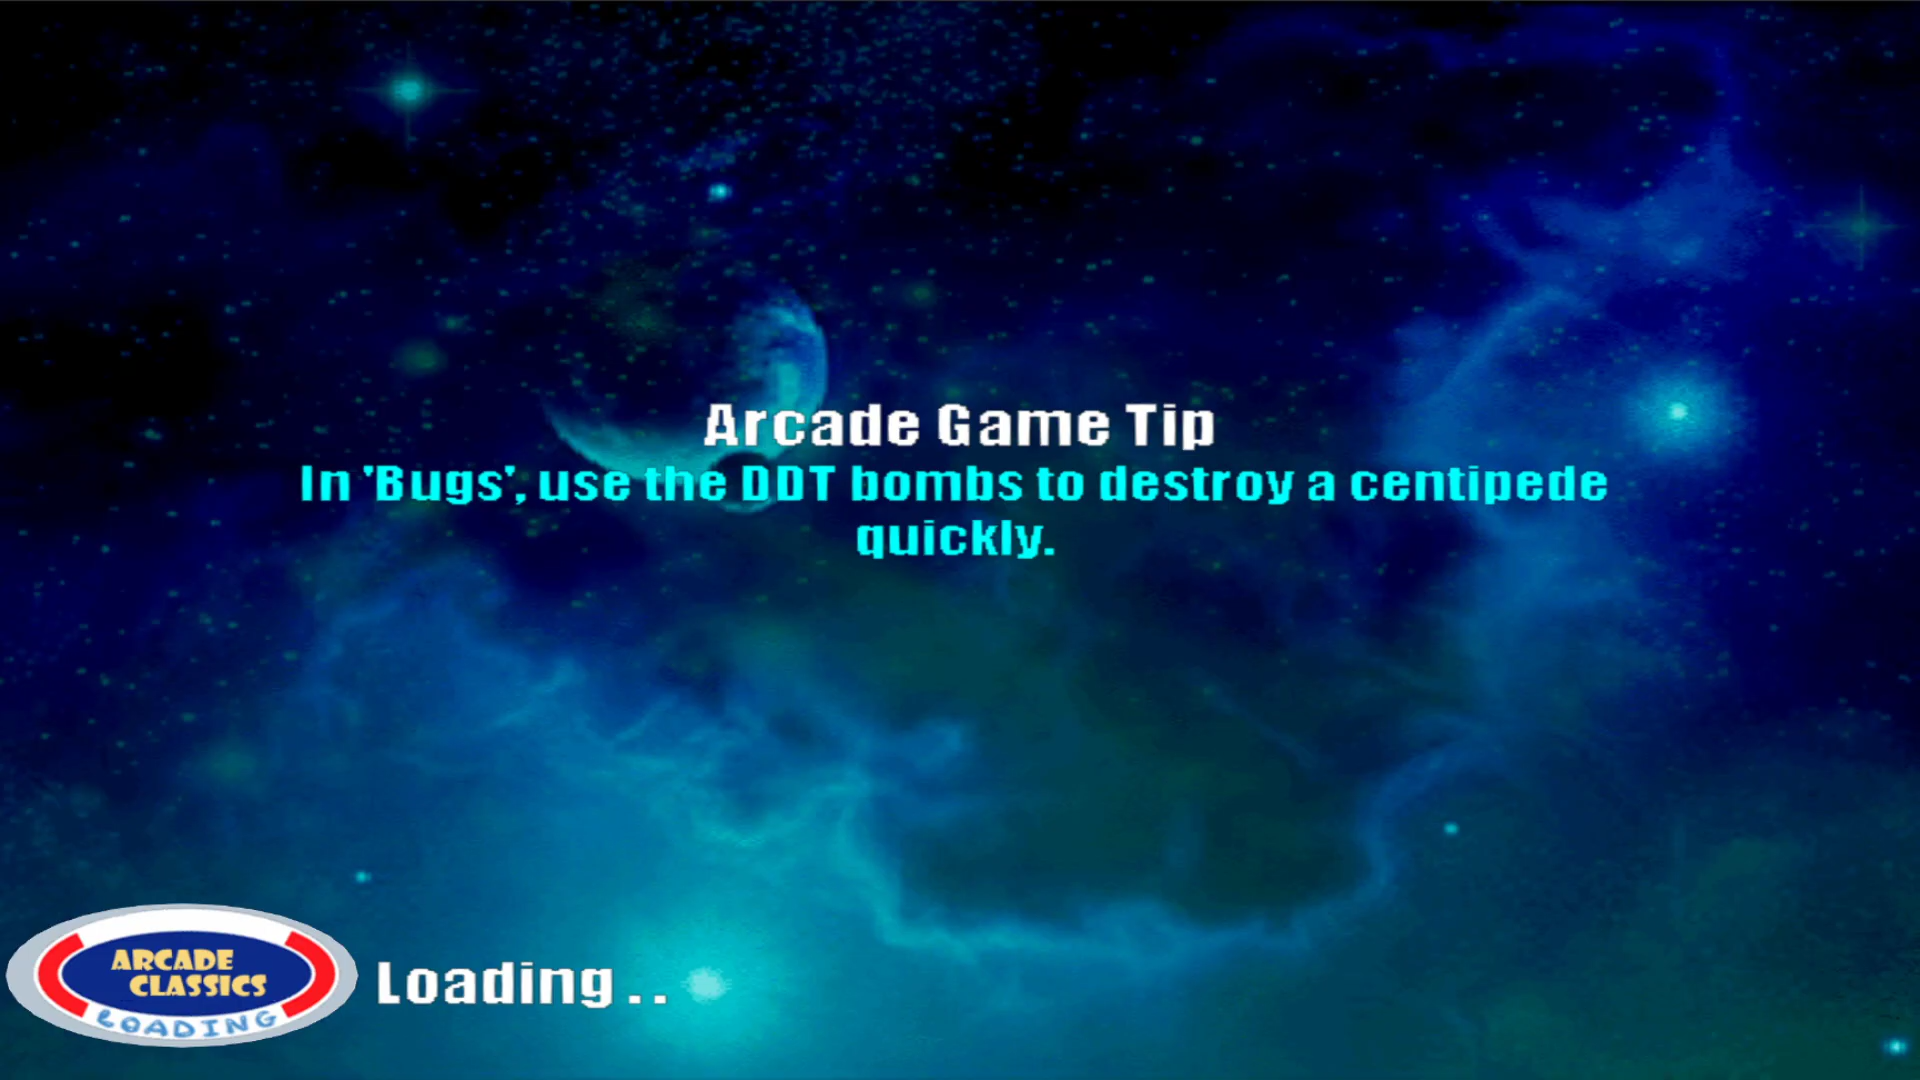 Arcade Game Tip
In 'Bugs', use the DDT bombs to destroy a centipede
quickly.
ARCADE
CLASSICS
LOADING
Loading . .